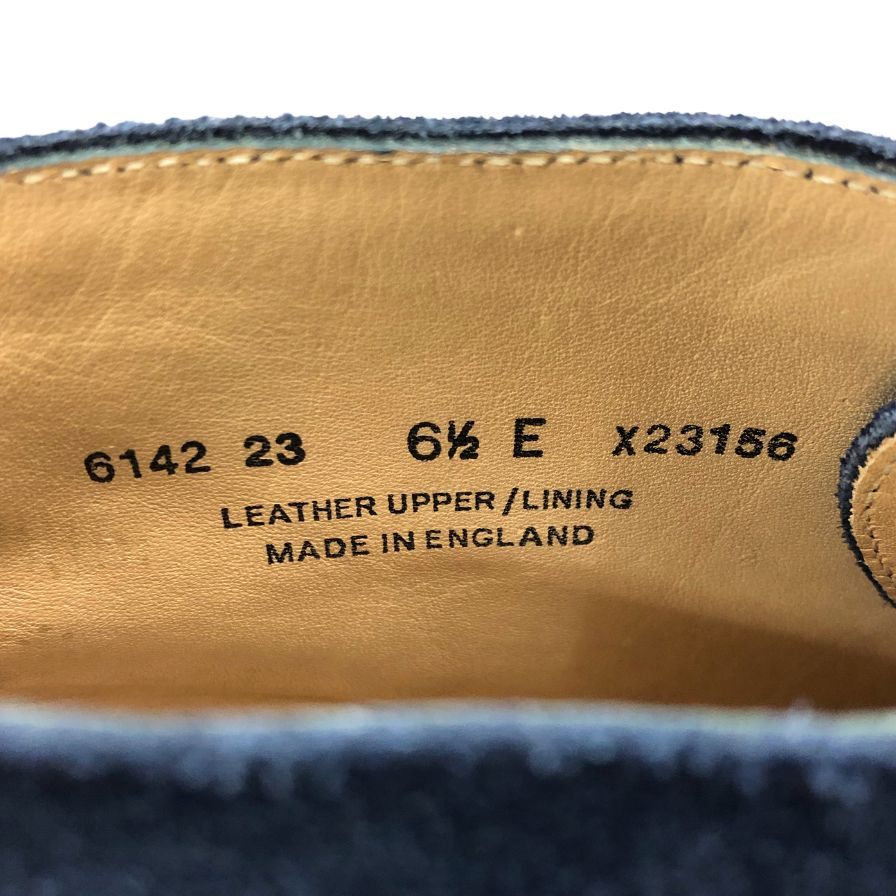 6142 23 6½ E X23156
LEATHER UPPER/LINING
MADE IN ENGLAND